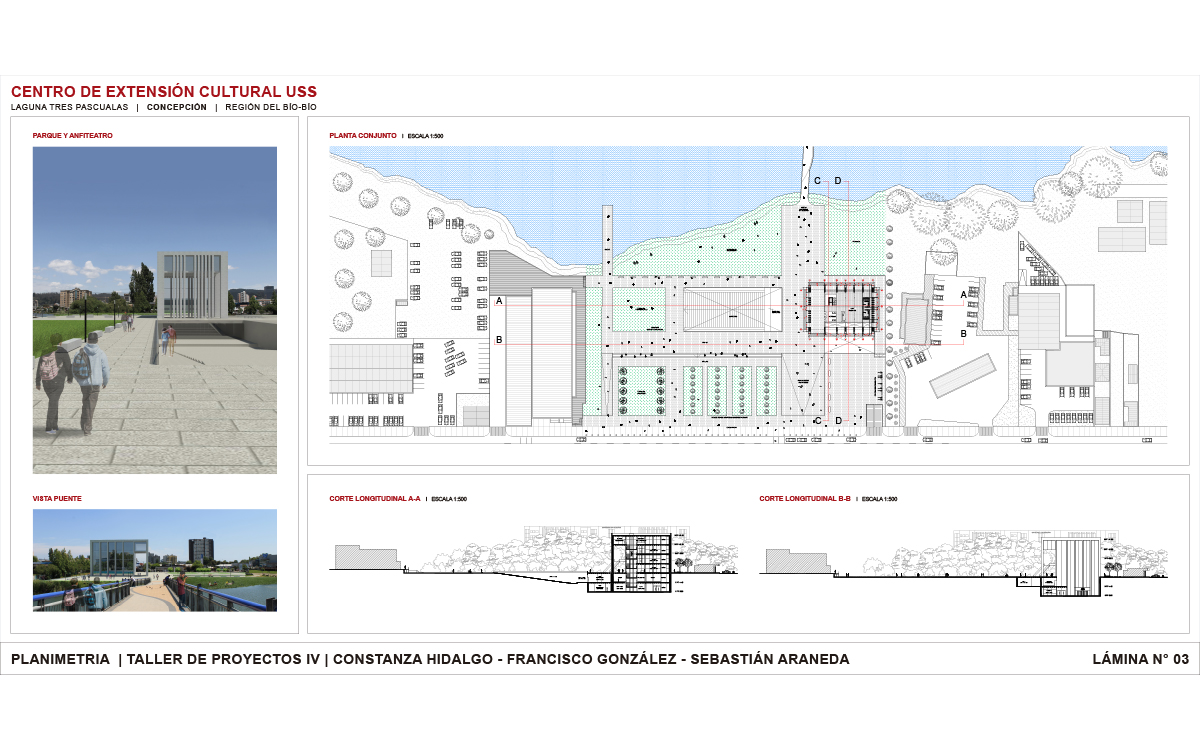 CENTRO DE EXTENSIÓN CULTURAL USS
LAGUNA TRES PASCUALAS | CONCEPCIÓN | REGIÓN DEL BÍO-BÍO
PARQUE Y ANFITEATRO
VISTA PUENTE
PLANTA CONJUNTO | ESCALA 1:500
C D
A
B
A
B
C D
CORTE LONGITUDINAL A-A | ESCALA 1:500
CORTE LONGITUDINAL B-B | ESCALA 1:500
PLANIMETRIA | TALLER DE PROYECTOS IV | CONSTANZA HIDALGO - FRANCISCO GONZÁLEZ - SEBASTIÁN ARANEDA
LÁMINA N° 03